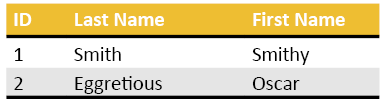 ID Last Name First Name
1 Smith Smithy
2 Eggretious Oscar